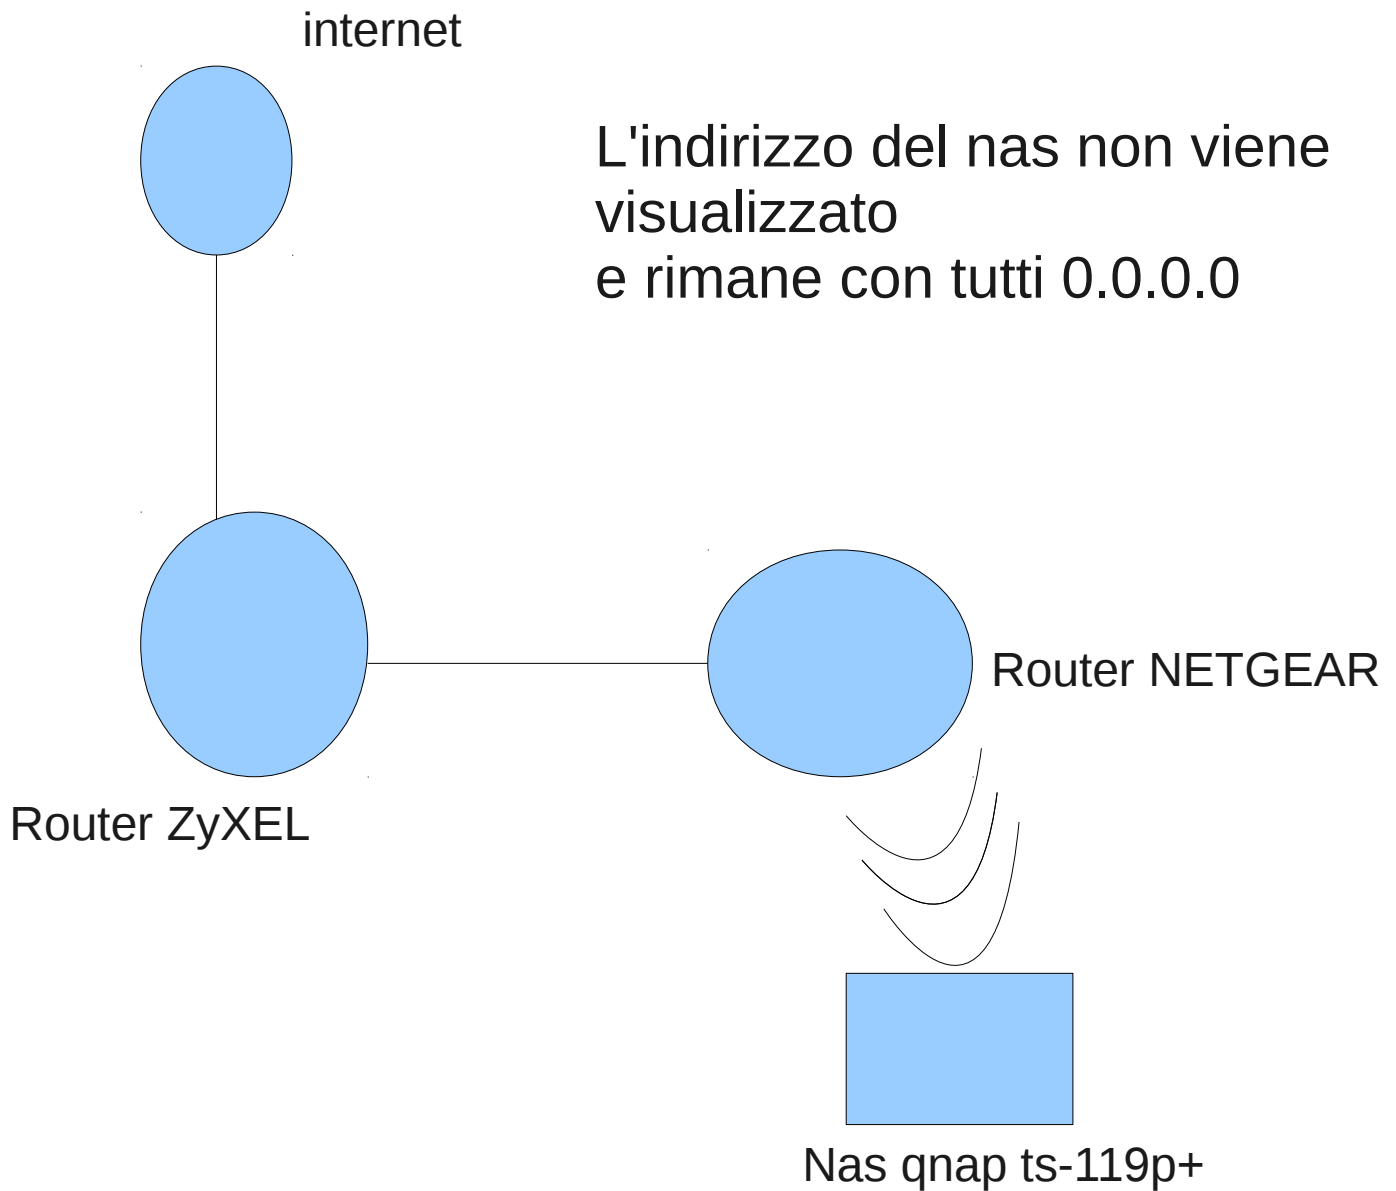 internet
L'indirizzo del nas non viene
visualizzato
e rimane con tutti 0.0.0.0
Router NETGEAR
Router ZyXEL
Nas qnap ts-119p+